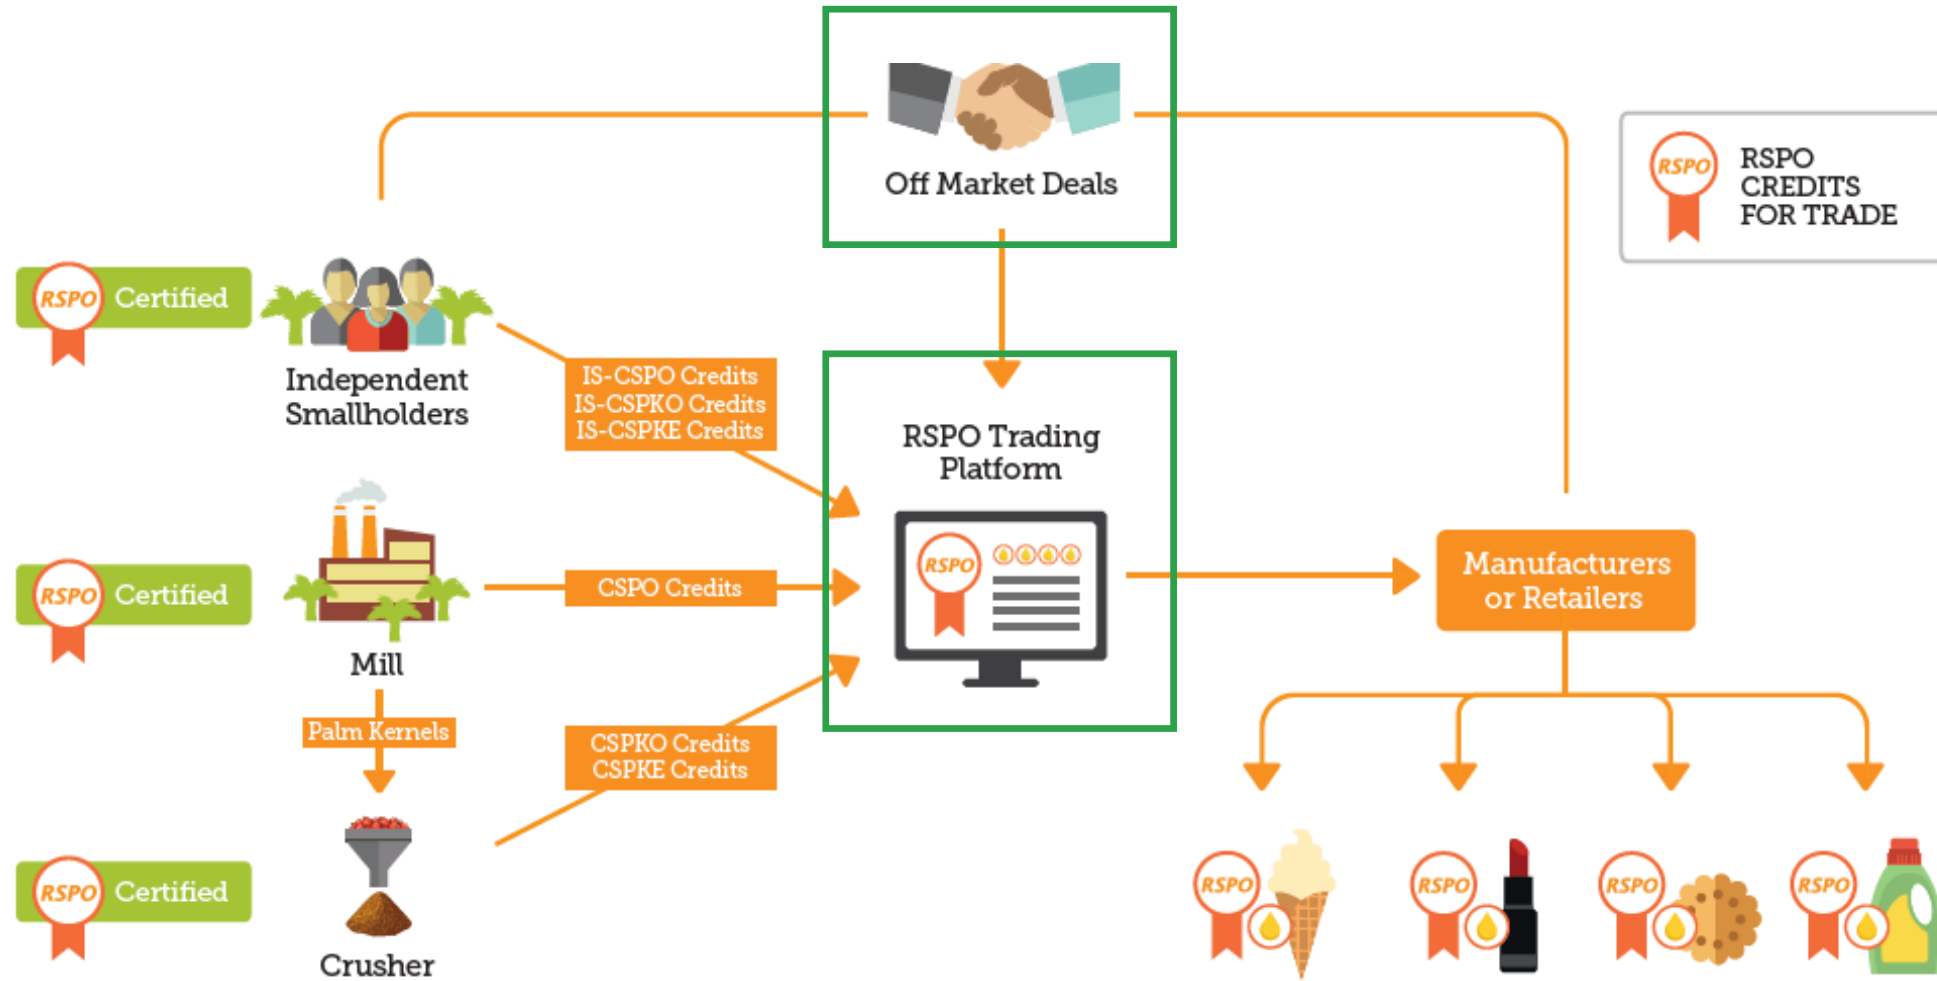 Off Market Deals
RSPO
RSPO
CREDITS
FOR TRADE
RSPO Certified
Independent
Smallholders
IS-CSPO Credits
IS-CSPKO Credits
IS-CSPKE Credits
RSPO Trading
Platform
RSPO
RSPO Certified
Mill
CSPO Credits
Manufacturers
or Retailers
Palm Kernels
CSPKO Credits
CSPKE Credits
RSPO Certified
Crusher
RSPO
RSPO
RSPO
RSPO